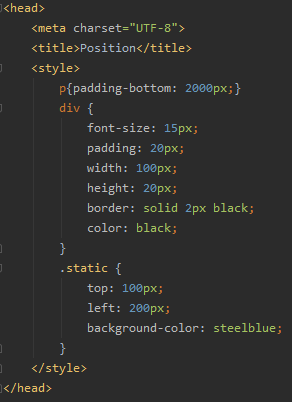 <head>
<meta charset="UTF-8">
<title>Position</title>
<style>
p{padding-bottom: 2000px;}
div {
font-size: 15px;
padding: 20px;
width: 100px;
height: 20px;
border: solid 2px black;
color: black;
}
.static {
top: 100px;
left: 200px;
background-color: steelblue;
}
</style>
</head>